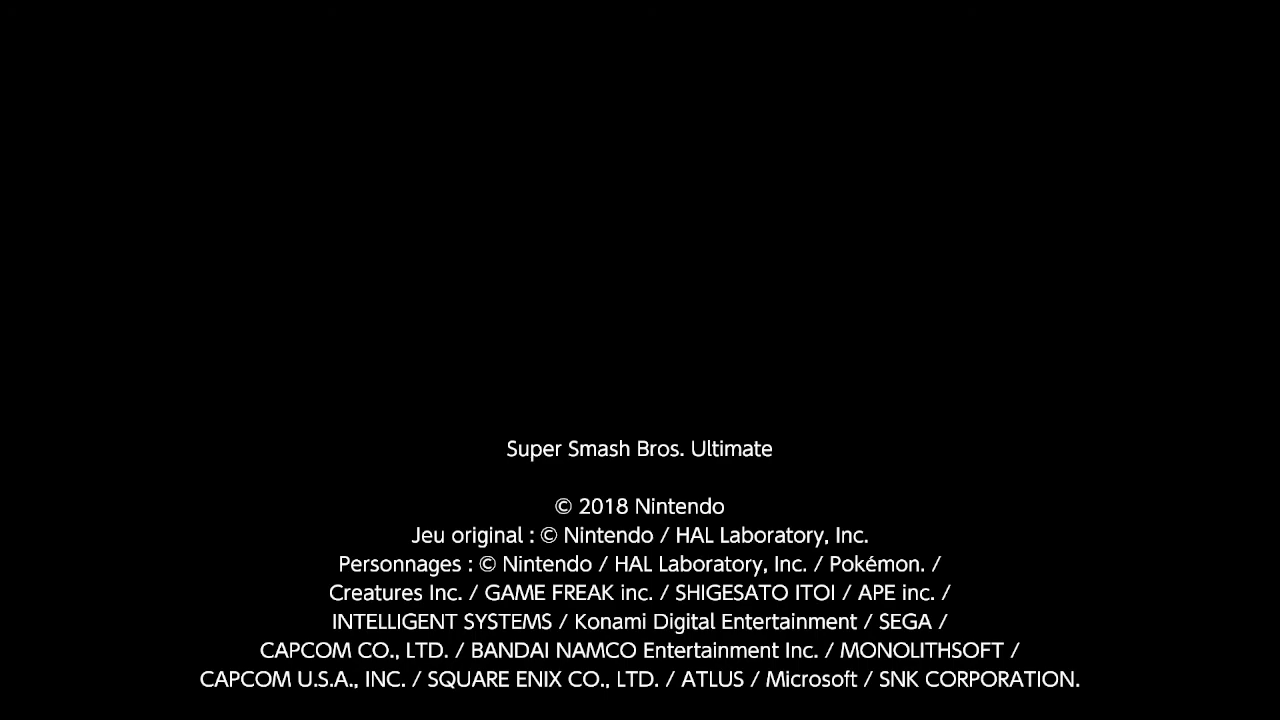 Super Smash Bros. Ultimate
© 2018 Nintendo
Jeu original : © Nintendo / HAL Laboratory, Inc.
Personnages : © Nintendo / HAL Laboratory, Inc. / Pokémon. /
Creatures Inc. / GAME FREAK inc. / SHIGESATO ITOI / APE inc. /
INTELLIGENT SYSTEMS / Konami Digital Entertainment / SEGA /
CAPCOM CO., LTD. / BANDAI NAMCO Entertainment Inc. / MONOLITHSOFT /
CAPCOM U.S.A., INC. / SQUARE ENIX CO., LTD. / ATLUS / Microsoft / SNK CORPORATION.